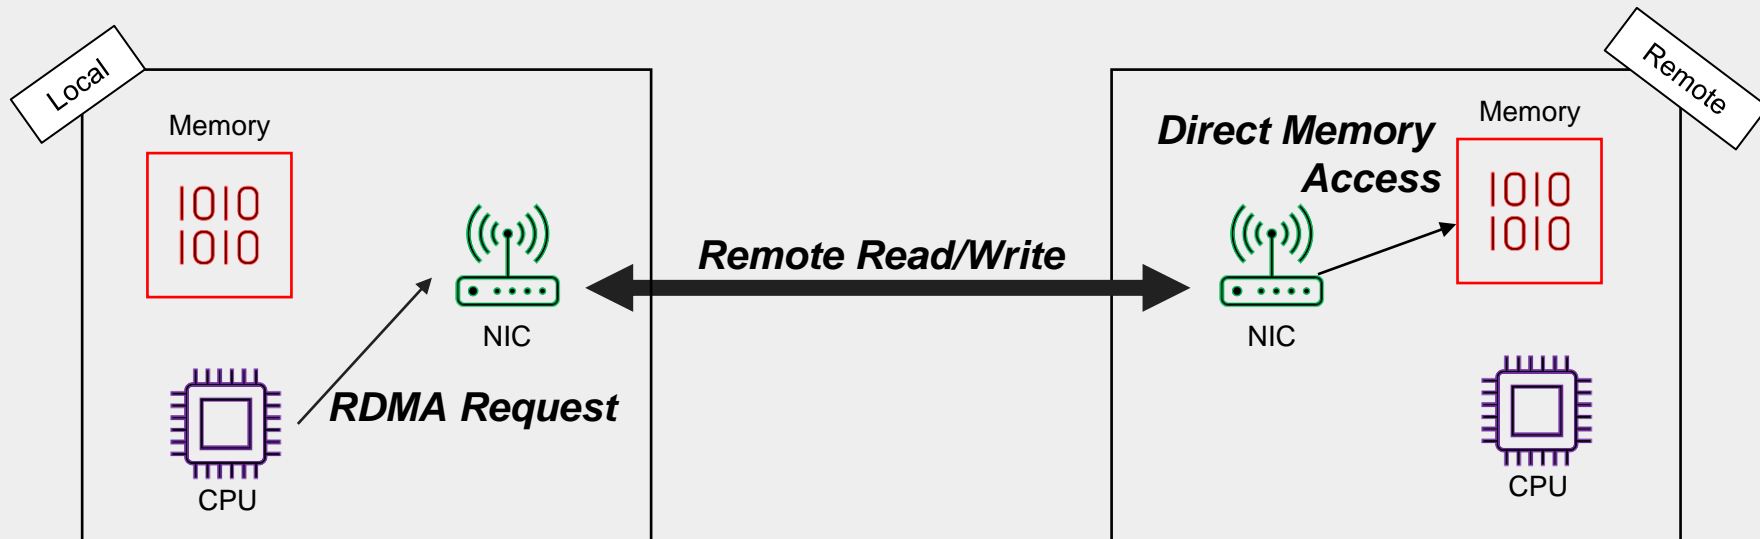 Local
Memory
1010
1010
NIC
RDMA Request
CPU
Remote Read/Write
Remote
Direct Memory
Access
Memory
1010
1010
NIC
CPU